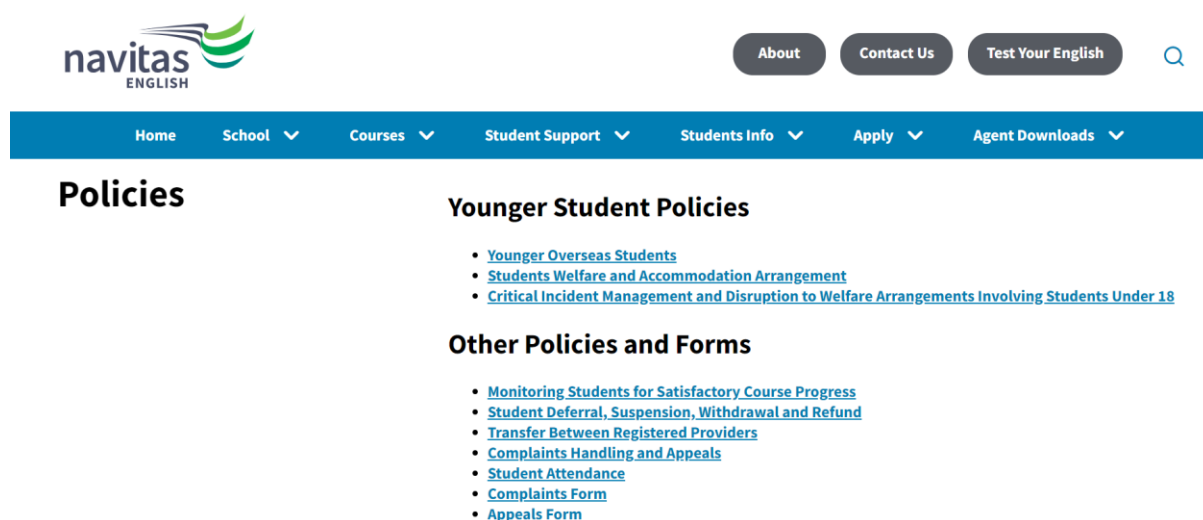 navitas
ENGLISH
About
Contact Us
Test Your English
Home
School
Courses
Student Support
Students Info
Apply
Agent Downloads
Policies
Younger Student Policies
Younger Overseas Students
Students Welfare and Accommodation Arrangement
Critical Incident Management and Disruption to Welfare Arrangements Involving Students Under 18
Other Policies and Forms
Monitoring Students for Satisfactory Course Progress
Student Deferral, Suspension, Withdrawal and Refund
Transfer Between Registered Providers
Complaints Handling and Appeals
Student Attendance
Complaints Form
Appeals Form